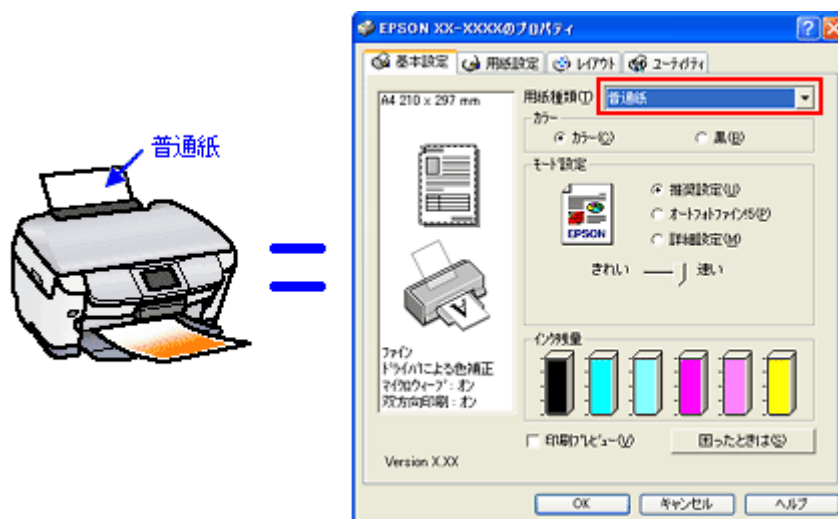 普通紙
EPSON XX-XXXXのプロパティ
基本設定 用紙設定 レイアウト ユーティリティ
A4 210 x 297 mm
用紙種類(T) 普通紙
カラー
カラー(C) 黒(B)
モード設定
EPSON
推奨設定(U)
オートフォトファイン!5(P)
詳細設定(M)
きれい 速い
A
ファイン
ドライバによる色補正
マイクロウィーブ : オン
双方向印刷 : オン
インク残量
印刷プレビュー(V) 困ったときは(S)
Version X.XX
OK キャンセル ヘルプ